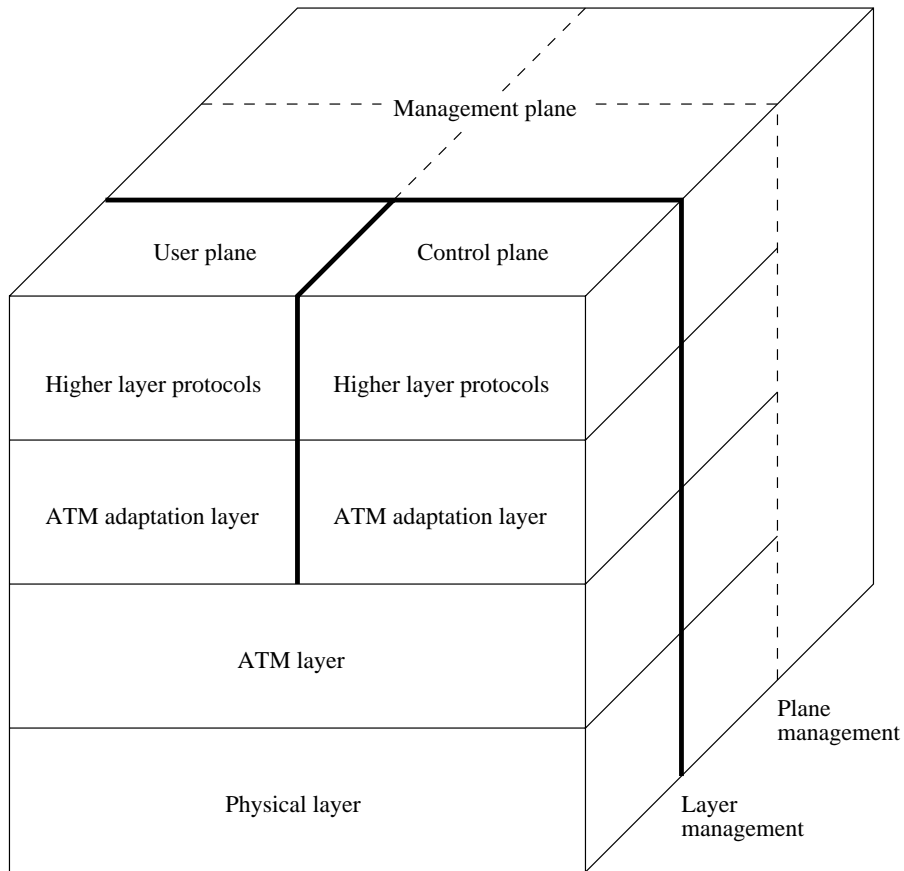 Management plane
User plane
Control plane
Higher layer protocols
Higher layer protocols
ATM adaptation layer
ATM adaptation layer
ATM layer
Plane
management
Physical layer
Layer
management